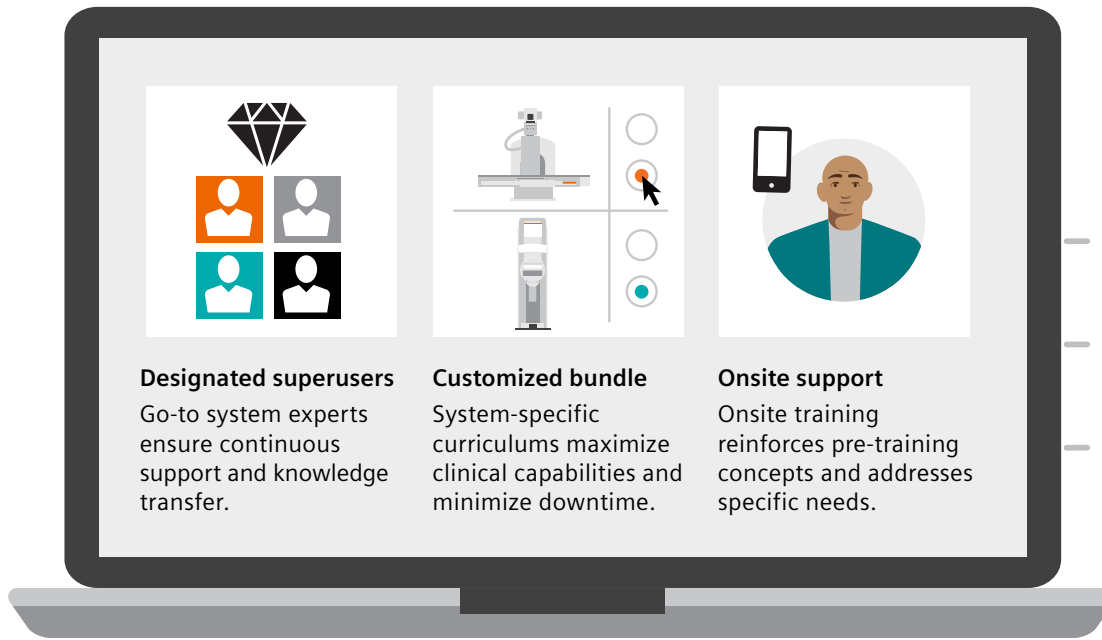 Designated superusers
Go-to system experts
ensure continuous
support and knowledge
transfer.
Customized bundle
System-specific
curriculums maximize
clinical capabilities and
minimize downtime.
Onsite support
Onsite training
reinforces pre-training
concepts and addresses
specific needs.